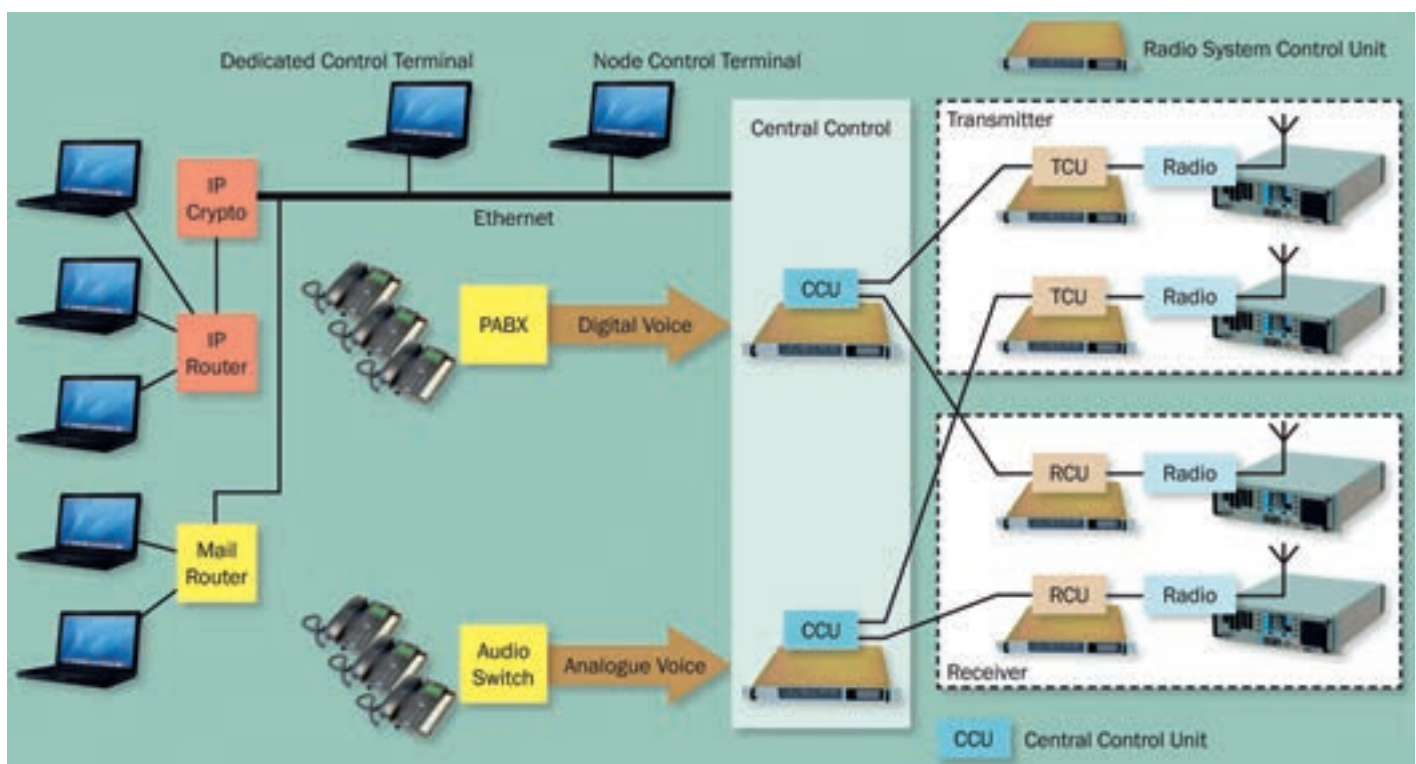 Dedicated Control Terminal
Node Control Terminal
Radio System Control Unit
Central Control
Transmitter
IP
Crypto
Ethernet
TCU
Radio
CCU
TCU
Radio
PABX
Digital Voice
IP
Router
RCU
Radio
Mail
Router
RCU
Radio
CCU
Audio
Switch
Analogue Voice
Receiver
CCU
Central Control Unit